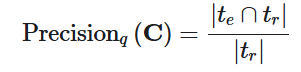 Precision_q (C) = |t_e ∩ t_r| / |t_r|